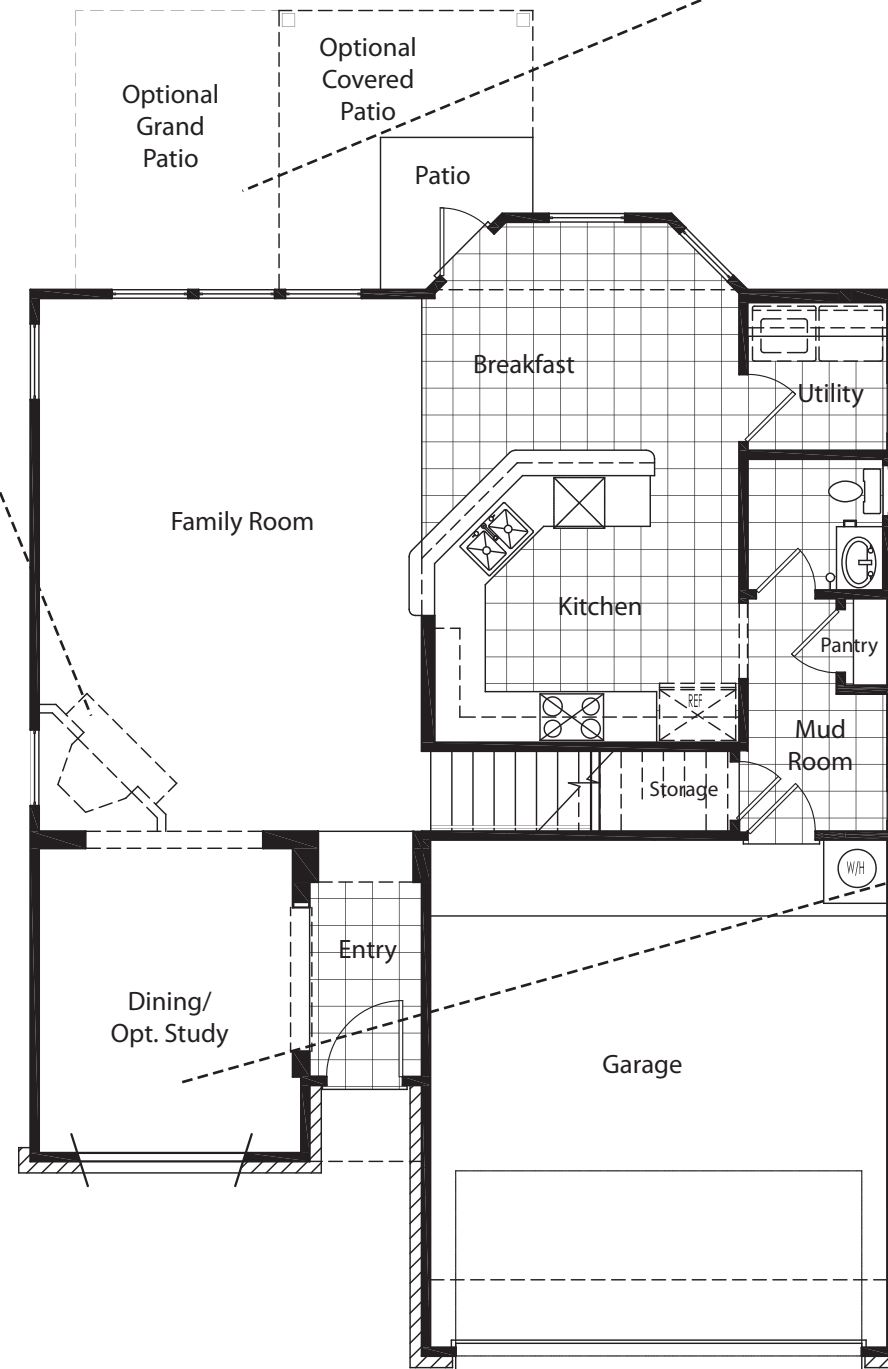 Optional
Grand
Patio
Optional
Covered
Patio
Patio
Breakfast
Utility
Family Room
Kitchen
Pantry
REF
Mud
Room
Storage
W/H
Entry
Dining/
Opt. Study
Garage